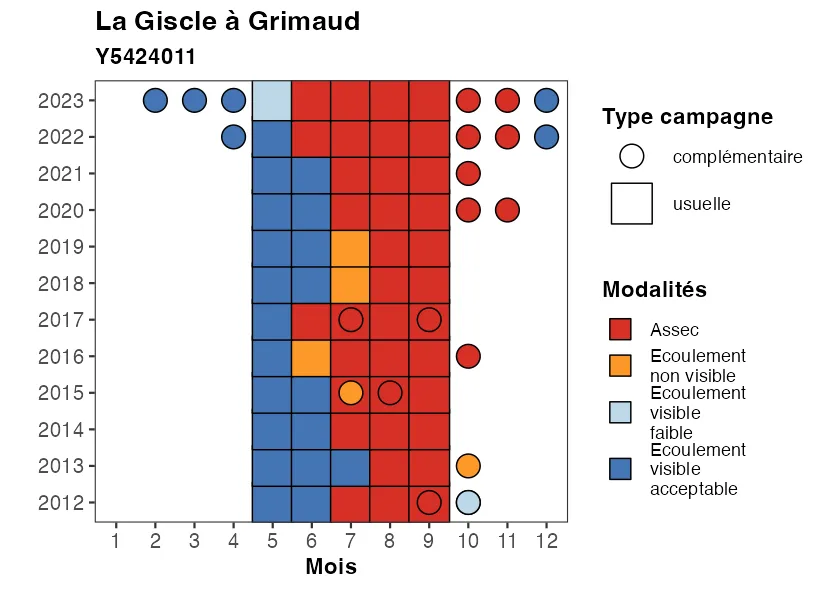 La Giscle à Grimaud
Y5424011
2023
2022
2021
2020
2019
2018
2017
2016
2015
2014
2013
2012
1 2 3 4 5 6 7 8 9 10 11 12
Mois
Type campagne
complémentaire
usuelle
Modalités
Assec
Ecoulement
non visible
Ecoulement
visible
faible
Ecoulement
visible
acceptable